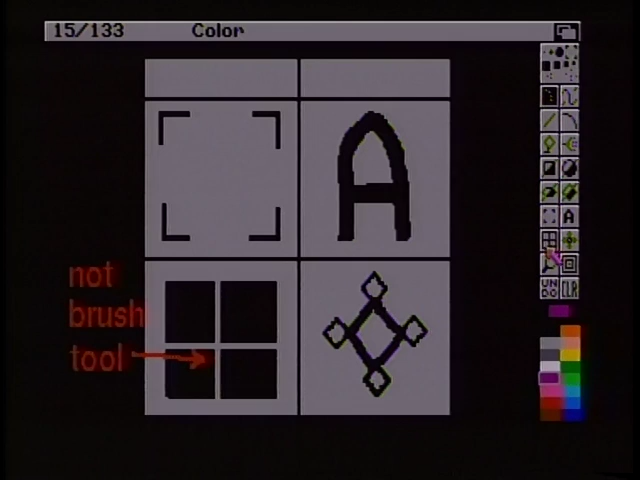 15/133 Color
A
A
not
brush
tool
UN
DO CLR